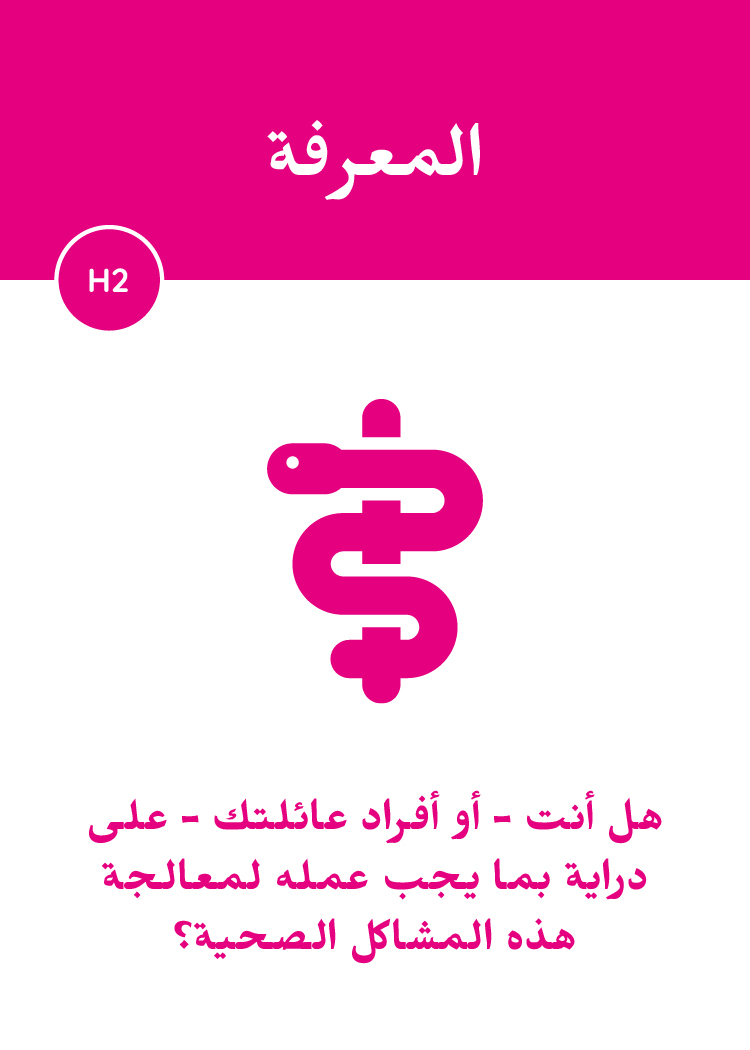 المعرفة
H2
هل أنت - أو أفراد عائلتك - على
دراية بما يجب عمله لمعالجة
هذه المشاكل الصحية؟